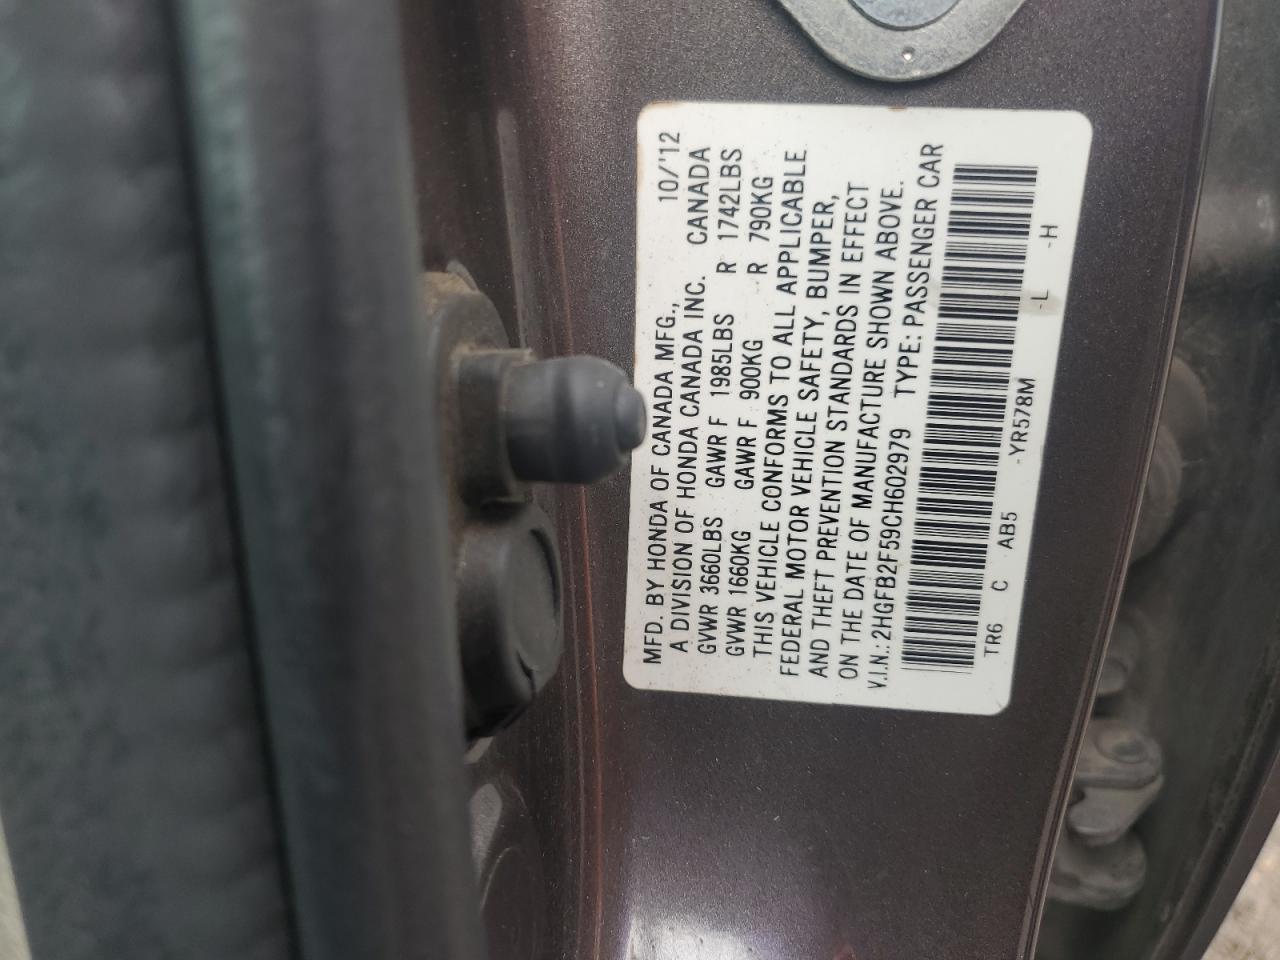 MFD. BY HONDA OF CANADA MFG., 10/'12
A DIVISION OF HONDA CANADA INC. CANADA
GVWR 3660LBS GAWR F 1985LBS R 1742LBS
GVWR 1660KG GAWR F 900KG R 790KG
THIS VEHICLE CONFORMS TO ALL APPLICABLE
FEDERAL MOTOR VEHICLE SAFETY, BUMPER,
AND THEFT PREVENTION STANDARDS IN EFFECT
ON THE DATE OF MANUFACTURE SHOWN ABOVE.
V.I.N.: 2HGFB2F59CH602979 TYPE: PASSENGER CAR
TR6 C AB5 -YR578M -L -H